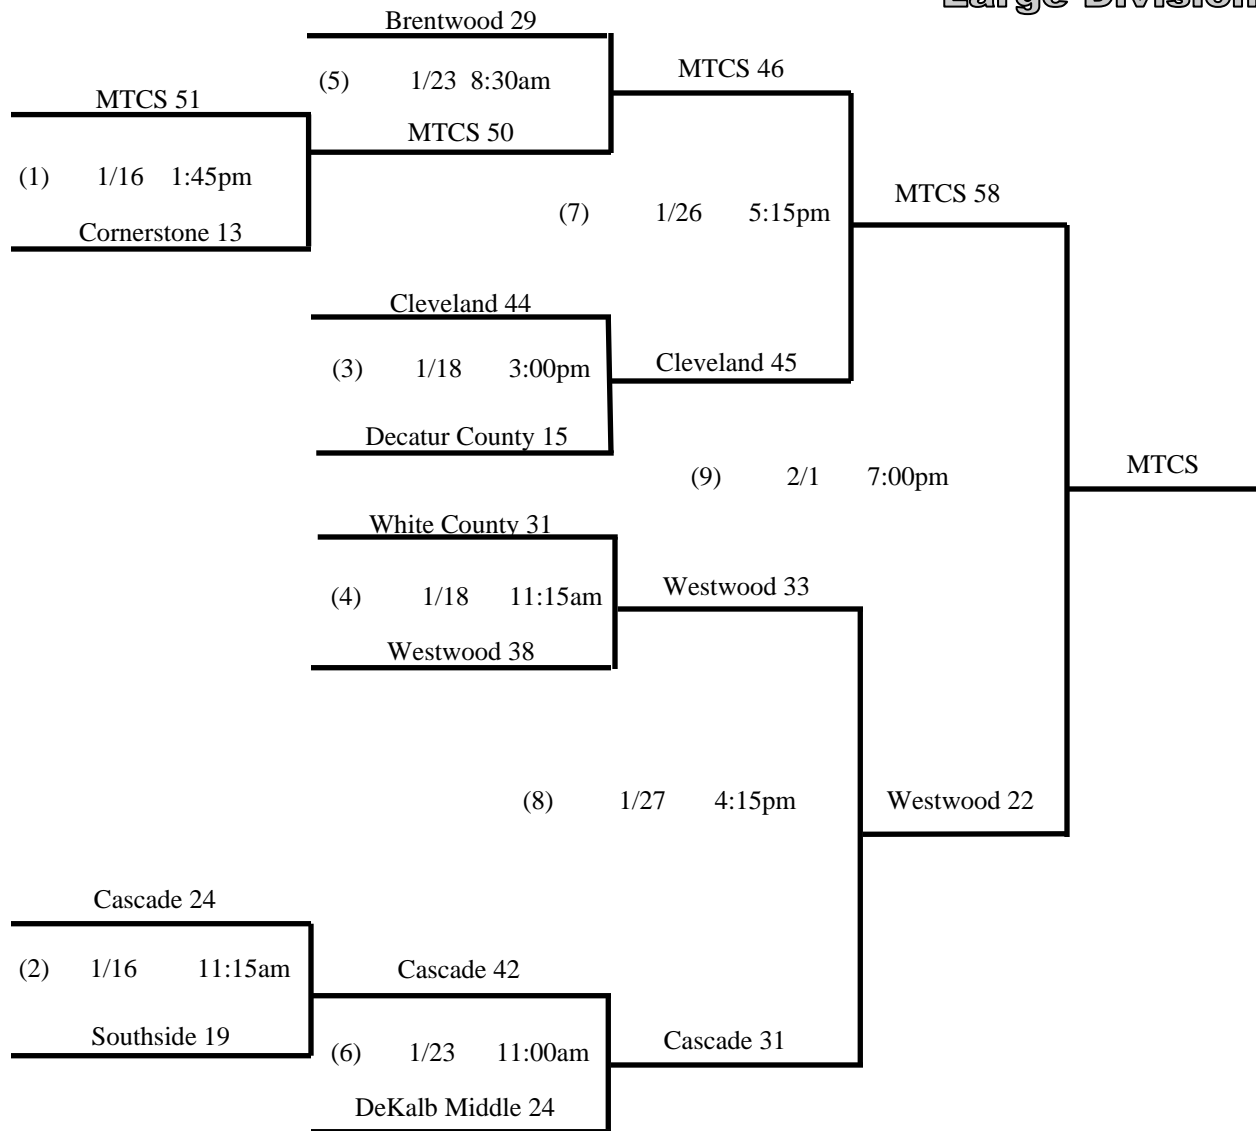 Large Division
Brentwood 29
(5) 1/23 8:30am
MTCS 46
MTCS 51
MTCS 50
(1) 1/16 1:45pm
MTCS 58
(7) 1/26 5:15pm
Cornerstone 13
Cleveland 44
(3) 1/18 3:00pm
Cleveland 45
Decatur County 15
(9) 2/1 7:00pm
MTCS
White County 31
(4) 1/18 11:15am
Westwood 33
Westwood 38
(8) 1/27 4:15pm
Westwood 22
Cascade 24
(2) 1/16 11:15am
Cascade 42
Southside 19
(6) 1/23 11:00am
Cascade 31
DeKalb Middle 24